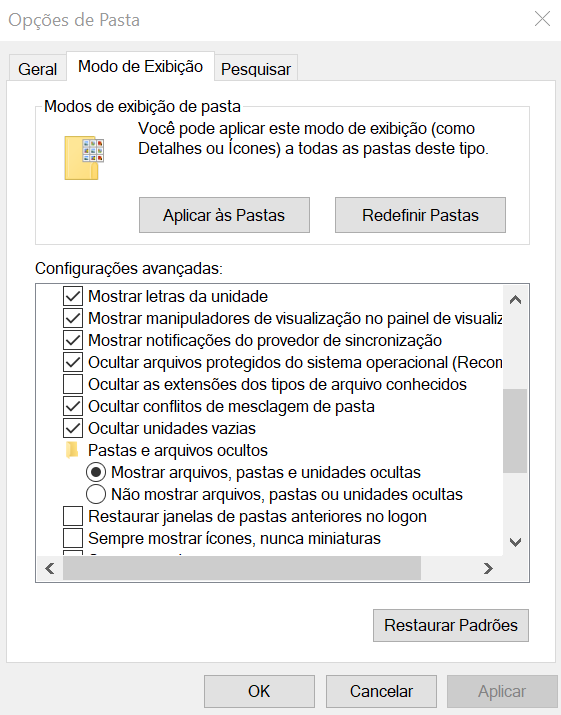 Opções de Pasta
Geral
Modo de Exibição
Pesquisar
Modos de exibição de pasta
Você pode aplicar este modo de exibição (como
Detalhes ou Ícones) a todas as pastas deste tipo.
Aplicar às Pastas
Redefinir Pastas
Configurações avançadas:
Mostrar letras da unidade
Mostrar manipuladores de visualização no painel de
Mostrar notificações do provedor de sincronização
Ocultar arquivos protegidos do sistema operacional
Ocultar as extensões dos tipos de arquivo conhecidos
Ocultar conflitos de mesclagem de pasta
Ocultar unidades vazias
Pastas e arquivos ocultos
Mostrar arquivos, pastas e unidades ocultas
Não mostrar arquivos, pastas ou unidades ocultas
Restaurar janelas de pastas anteriores no logon
Sempre mostrar ícones, nunca miniaturas
Restaurar Padrões
OK
Cancelar
Aplicar